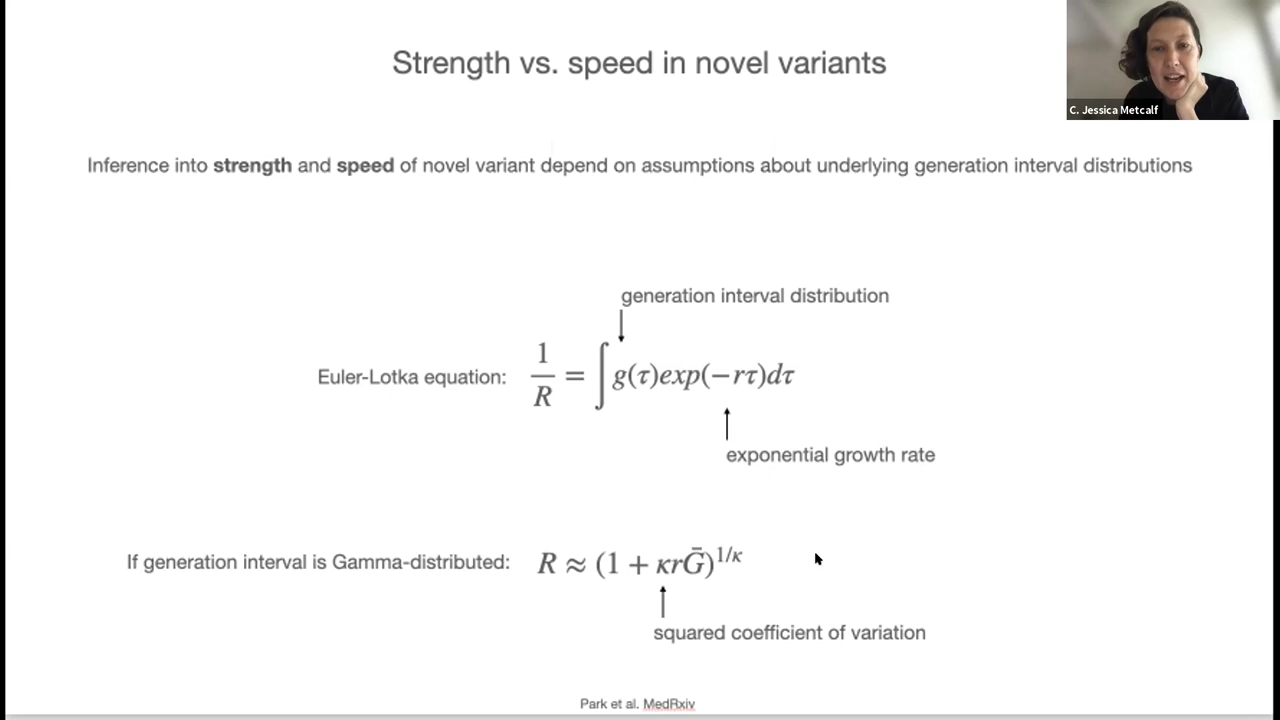 Strength vs. speed in novel variants
C. Jessica Metcalf
Inference into strength and speed of novel variant depend on assumptions about underlying generation interval distributions
generation interval distribution
Euler-Lotka equation: 1/R = ∫ g(τ)exp(−rτ)dτ
exponential growth rate
If generation interval is Gamma-distributed: R ≈ (1 + κrḠ)^1/κ
squared coefficient of variation
Park et al. MedRxiv